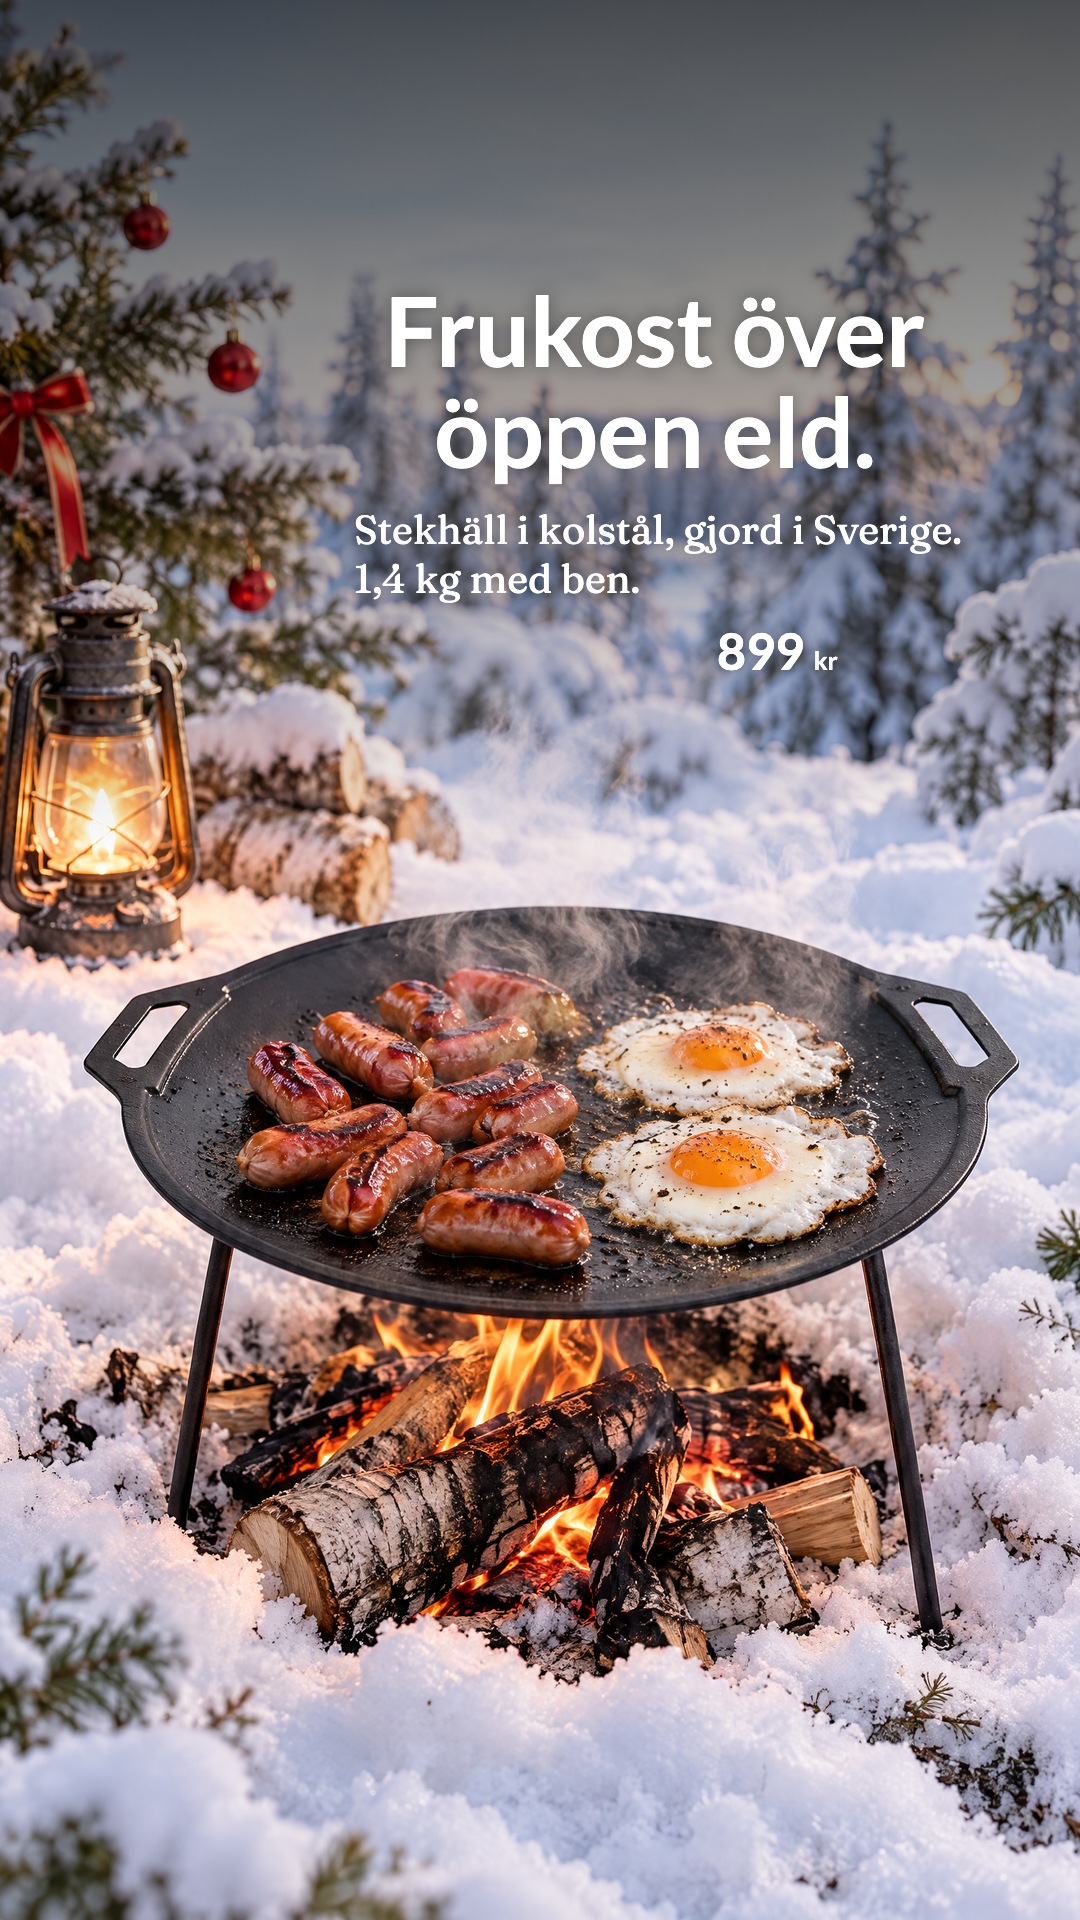 Frukost över
öppen eld.
Stekhäll i kolstål, gjord i Sverige.
1,4 kg med ben.
899 kr